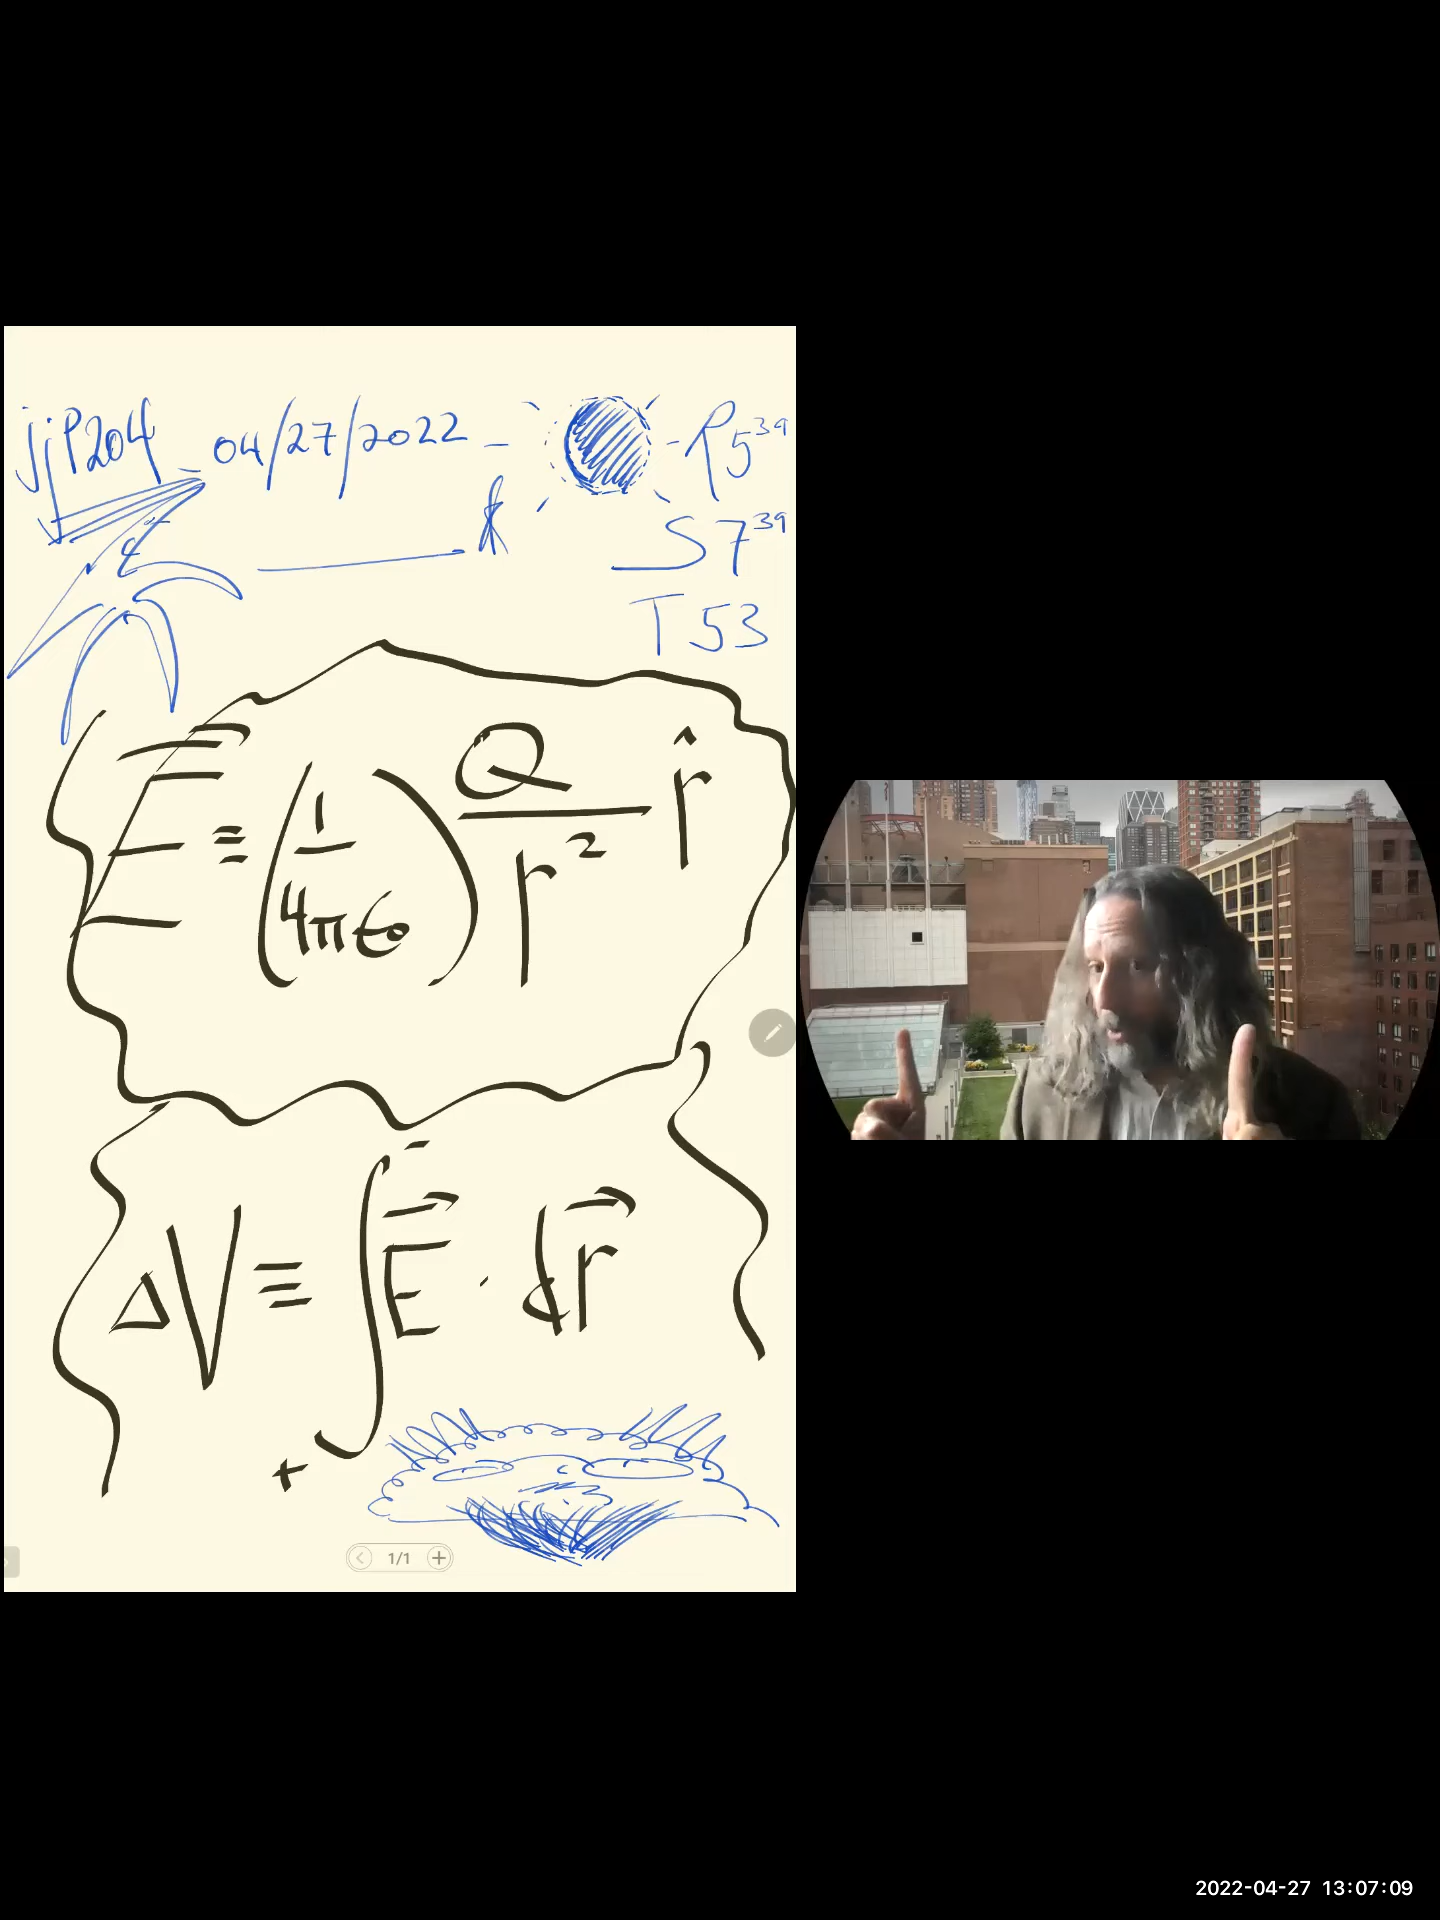 jjP204 04/27/2022 R5³⁹
S7³⁹
T53
E⃗ = (1/4πϵ₀) Q/r² r̂
-
ΔV ≡ ∫ E⃗ · dr⃗
+
1/1 +
2022-04-27 13:07:09